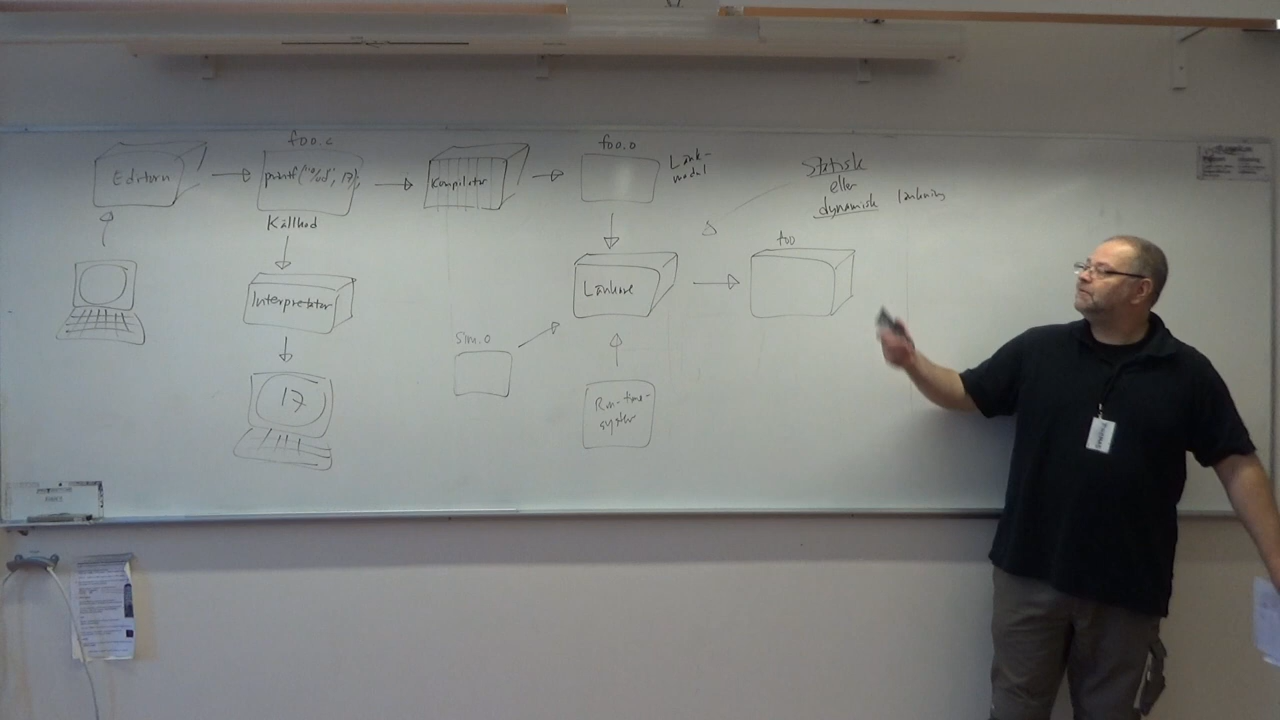 foo.c
foo.o
Editorn
printf("%d", 17);
Kompilator
Länk-
modul
Statisk
eller
dynamisk länkning
Källkod
foo
Interpretator
Länkare
sim.o
17
Run-time-
system